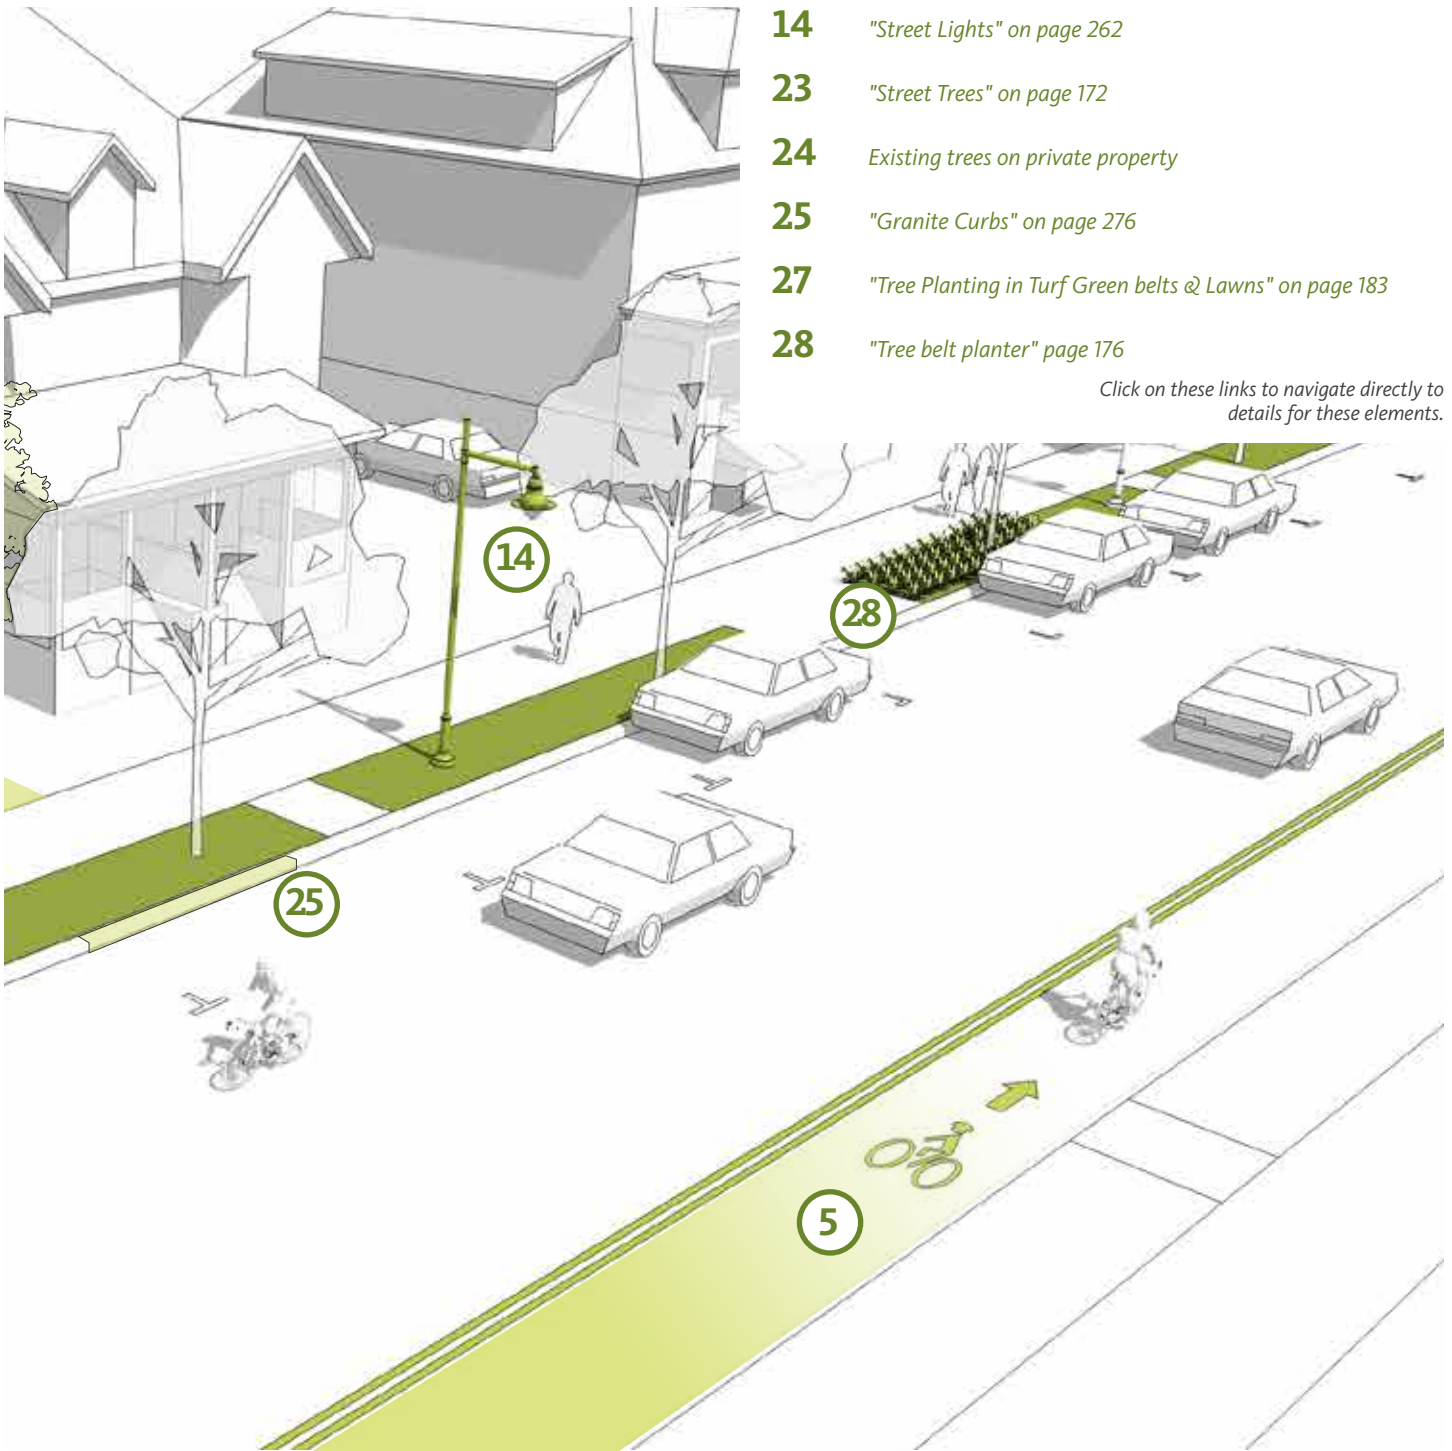 14 "Street Lights" on page 262
23 "Street Trees" on page 172
24 Existing trees on private property
25 "Granite Curbs" on page 276
27 "Tree Planting in Turf Green belts & Lawns" on page 183
28 "Tree belt planter" page 176
Click on these links to navigate directly to
details for these elements.
14
28
25
5